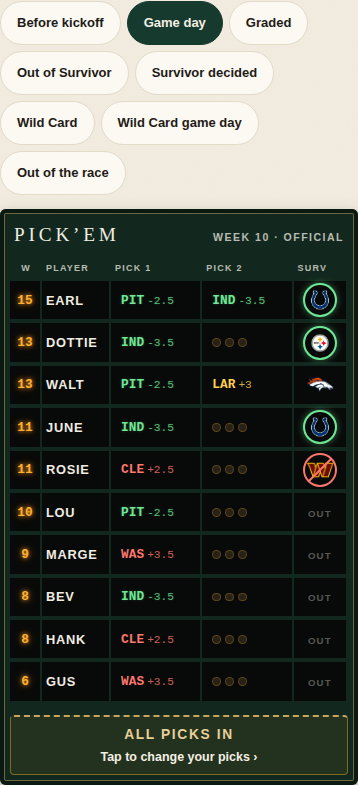 Before kickoff Game day Graded
Out of Survivor Survivor decided
Wild Card Wild Card game day
Out of the race
PICK’EM WEEK 10 · OFFICIAL
W PLAYER PICK 1 PICK 2 SURV
15 EARL PIT -2.5 IND -3.5
13 DOTTIE IND -3.5
13 WALT PIT -2.5 LAR +3
11 JUNE IND -3.5
11 ROSIE CLE +2.5
10 LOU PIT -2.5 OUT
9 MARGE WAS +3.5 OUT
8 BEV IND -3.5 OUT
8 HANK CLE +2.5 OUT
6 GUS WAS +3.5 OUT
ALL PICKS IN
Tap to change your picks ›